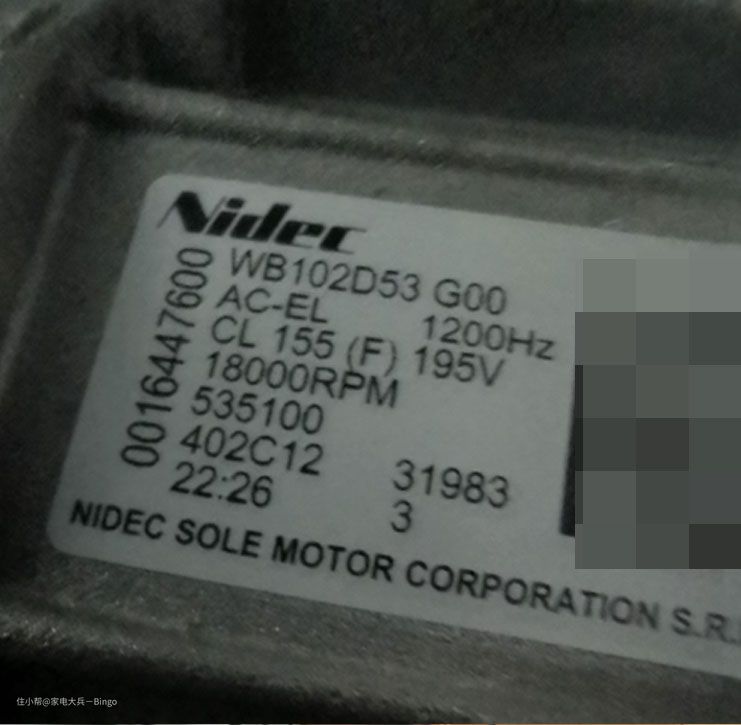 Nidec
WB102D53 G00
AC-EL 1200Hz
CL 155 (F) 195V
18000RPM
535100
402C12 31983
22:26 3
0016447600
NIDEC SOLE MOTOR CORPORATION S.R.
住小帮@家电大兵－Bingo